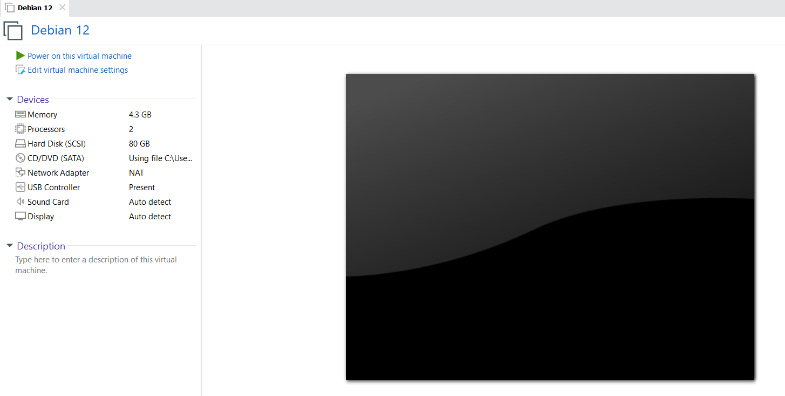 Debian 12
Debian 12
Power on this virtual machine
Edit virtual machine settings
Devices
Memory 4.3 GB
Processors 2
Hard Disk (SCSI) 80 GB
CD/DVD (SATA) Using file C:\Use...
Network Adapter NAT
USB Controller Present
Sound Card Auto detect
Display Auto detect
Description
Type here to enter a description of this virtual
machine.